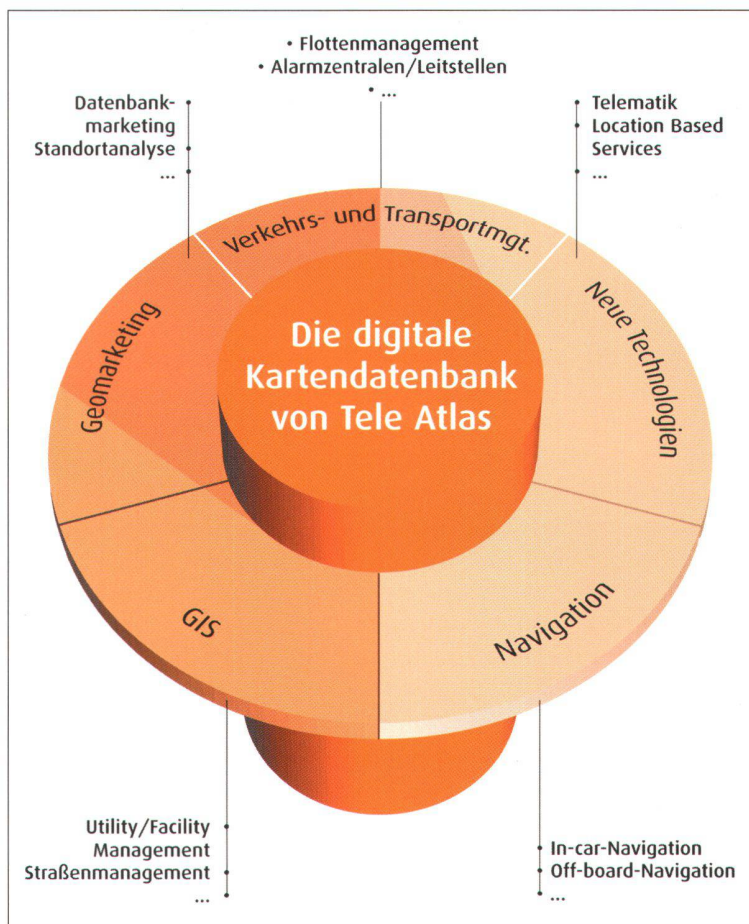 • Flottenmanagement
• Alarmzentralen/Leitstellen
• ...
Datenbank-
marketing
Standortanalyse
...
• Telematik
• Location Based
Services
• ...
Verkehrs- und Transportmgt.
Geomarketing
Neue Technologien
Die digitale
Kartendatenbank
von Tele Atlas
GIS
Navigation
Utility/Facility
Management
Straßenmanagement
...
• In-car-Navigation
• Off-board-Navigation
• ...